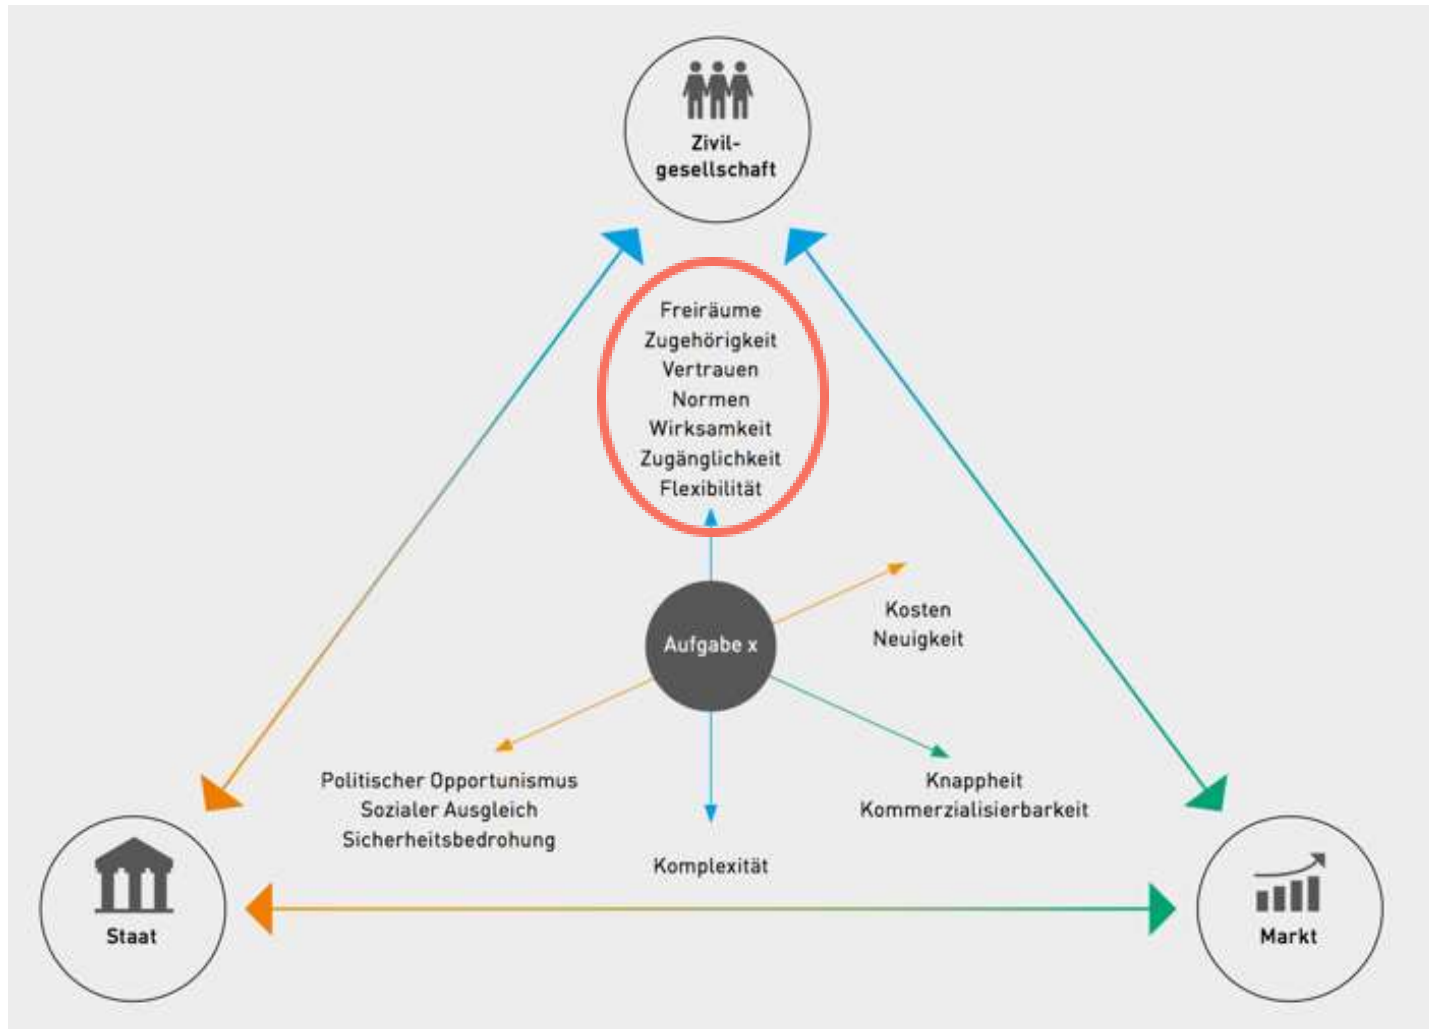 Zivil-
gesellschaft
Freiräume
Zugehörigkeit
Vertrauen
Normen
Wirksamkeit
Zugänglichkeit
Flexibilität
Aufgabe x
Kosten
Neuigkeit
Politischer Opportunismus
Sozialer Ausgleich
Sicherheitsbedrohung
Knappheit
Kommerzialisierbarkeit
Komplexität
Staat
Markt